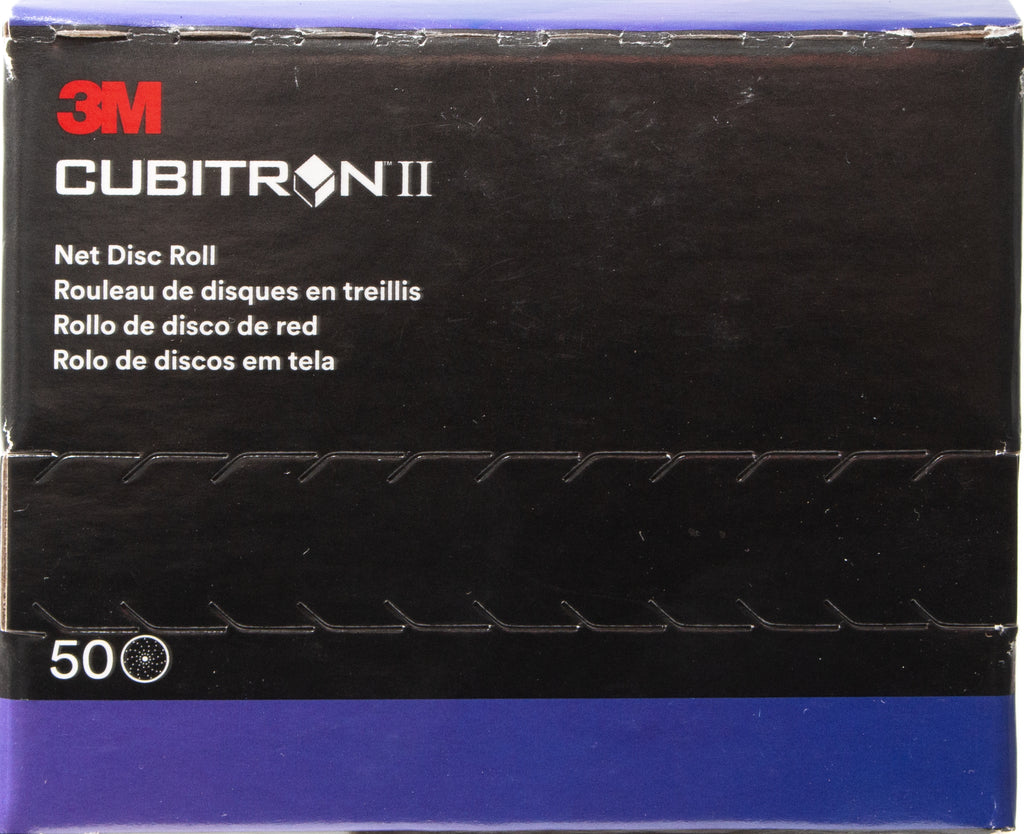 3M
CUBITRON™ II
Net Disc Roll
Rouleau de disques en treillis
Rollo de disco de red
Rolo de discos em tela
50